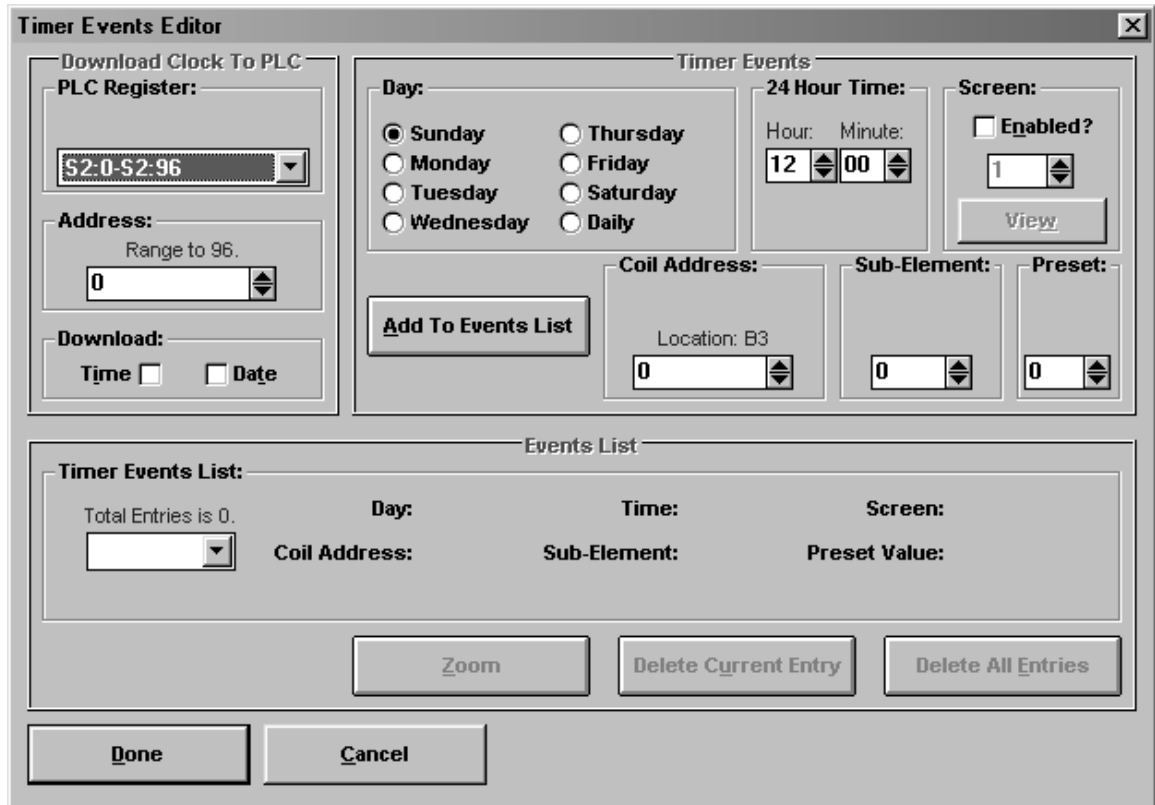 Timer Events Editor
Download Clock To PLC
PLC Register:
S2:0-S2:96
Address:
Range to 96.
0
Download:
Time
Date
Timer Events
Day:
Sunday
Monday
Tuesday
Wednesday
Thursday
Friday
Saturday
Daily
24 Hour Time:
Hour: Minute:
12 00
Screen:
Enabled?
1
View
Add To Events List
Coil Address:
Location: B3
0
Sub-Element:
0
Preset:
0
Events List
Timer Events List:
Total Entries is 0.
Day:
Time:
Screen:
Coil Address:
Sub-Element:
Preset Value:
Zoom
Delete Current Entry
Delete All Entries
Done
Cancel